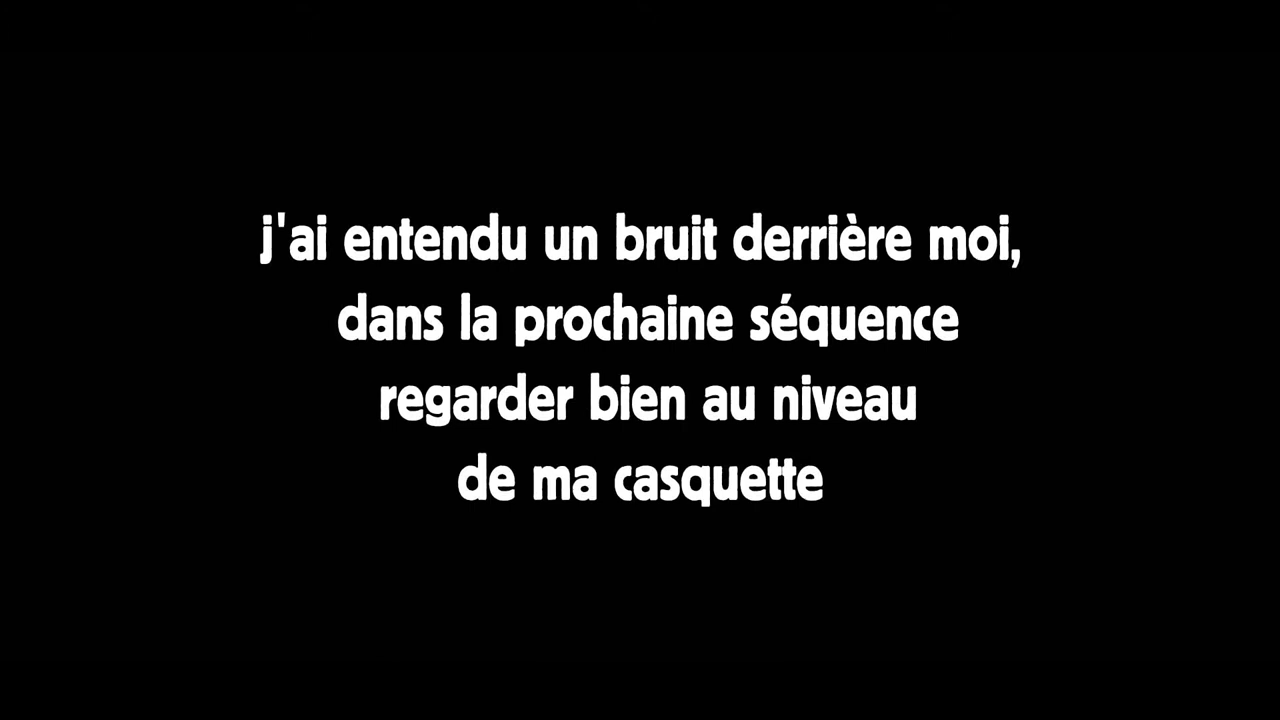 j'ai entendu un bruit derrière moi,
dans la prochaine séquence
regarder bien au niveau
de ma casquette